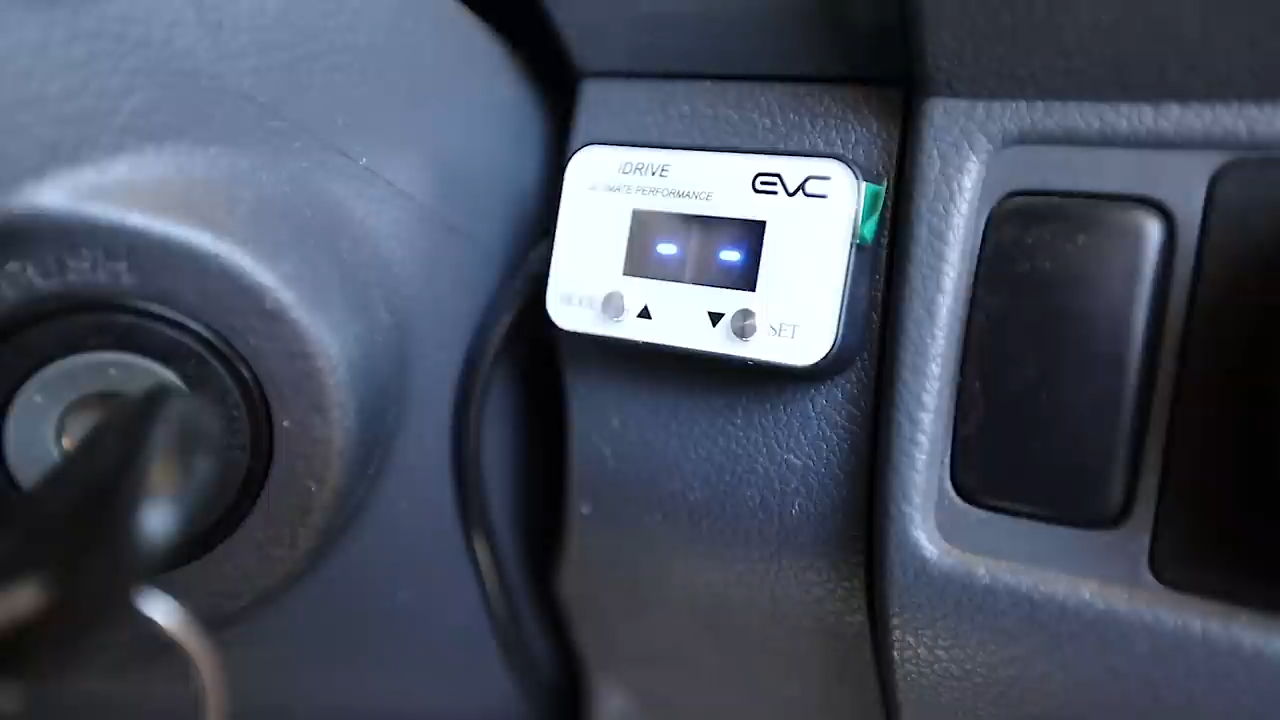 iDRIVE
EVC
ULTIMATE PERFORMANCE
- -
▲ ▼ SET